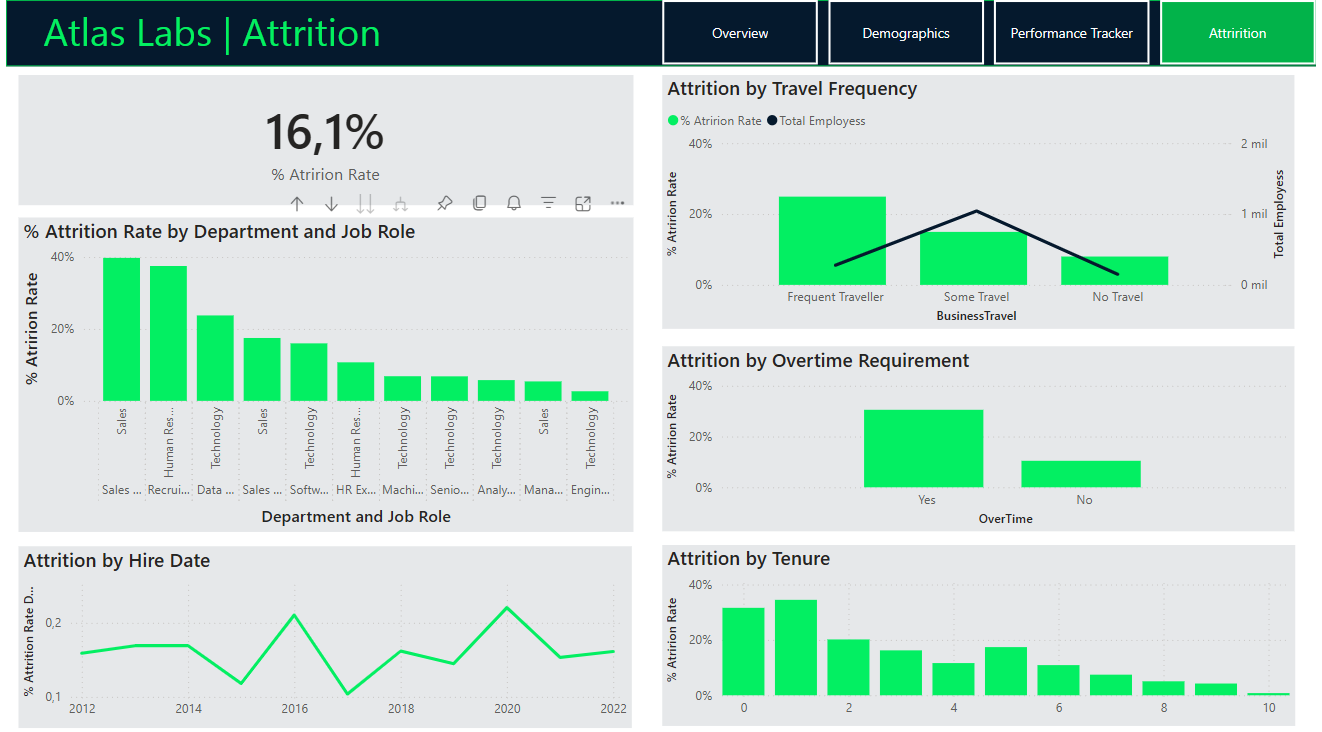 Atlas Labs | Attrition
Overview
Demographics
Performance Tracker
Attririition
16,1%
% Atririon Rate
% Attrition Rate by Department and Job Role
% Atririon Rate
40%
20%
0%
Sales
Human Res...
Technology
Sales
Technology
Human Res...
Technology
Technology
Technology
Sales
Technology
Sales ...
Recrui...
Data ...
Sales ...
Softw...
HR Ex...
Machi...
Senio...
Analy...
Mana...
Engin...
Department and Job Role
Attrition by Hire Date
% Attrition Rate D...
0,2
0,1
2012
2014
2016
2018
2020
2022
Attrition by Travel Frequency
% Atririon Rate
Total Employess
% Atririon Rate
40%
20%
0%
2 mil
1 mil
0 mil
Total Employess
Frequent Traveller
Some Travel
No Travel
BusinessTravel
Attrition by Overtime Requirement
% Atririon Rate
40%
20%
0%
Yes
No
OverTime
Attrition by Tenure
% Atririon Rate
40%
20%
0%
0
2
4
6
8
10